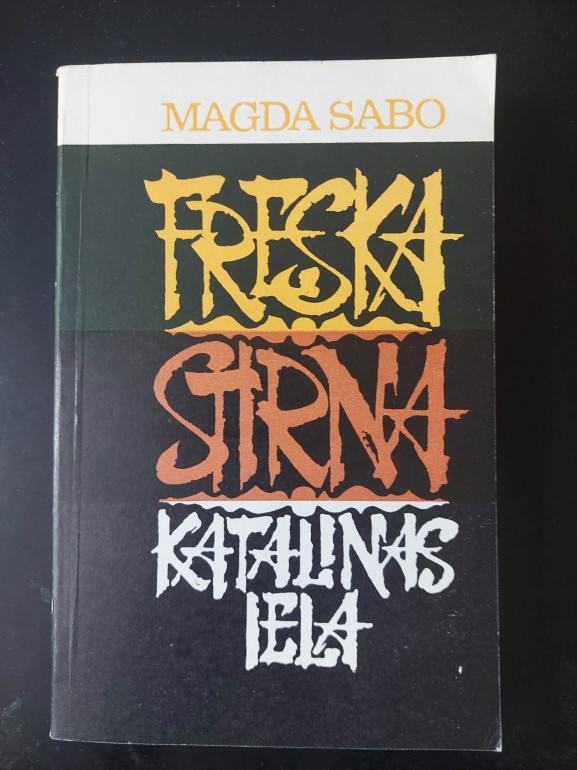 MAGDA SABO
FRESKA
STIRNA
KATALINAS
IELA